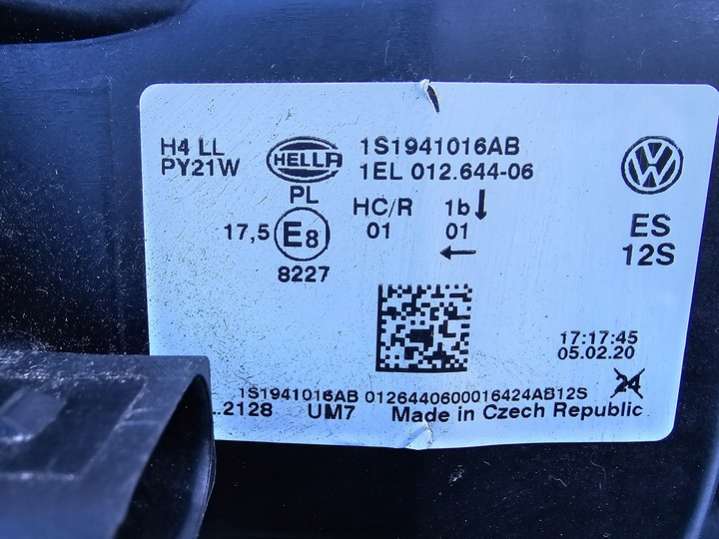 H4 LL HELLA 1S1941016AB
PY21W 1EL 012.644-06
PL HC/R 1b
17,5 E8 01 01 ES
8227 12S
17:17:45
05.02.20
24
1S1941016AB 0126440600016424AB12S
.2128 UM7 Made in Czech Republic